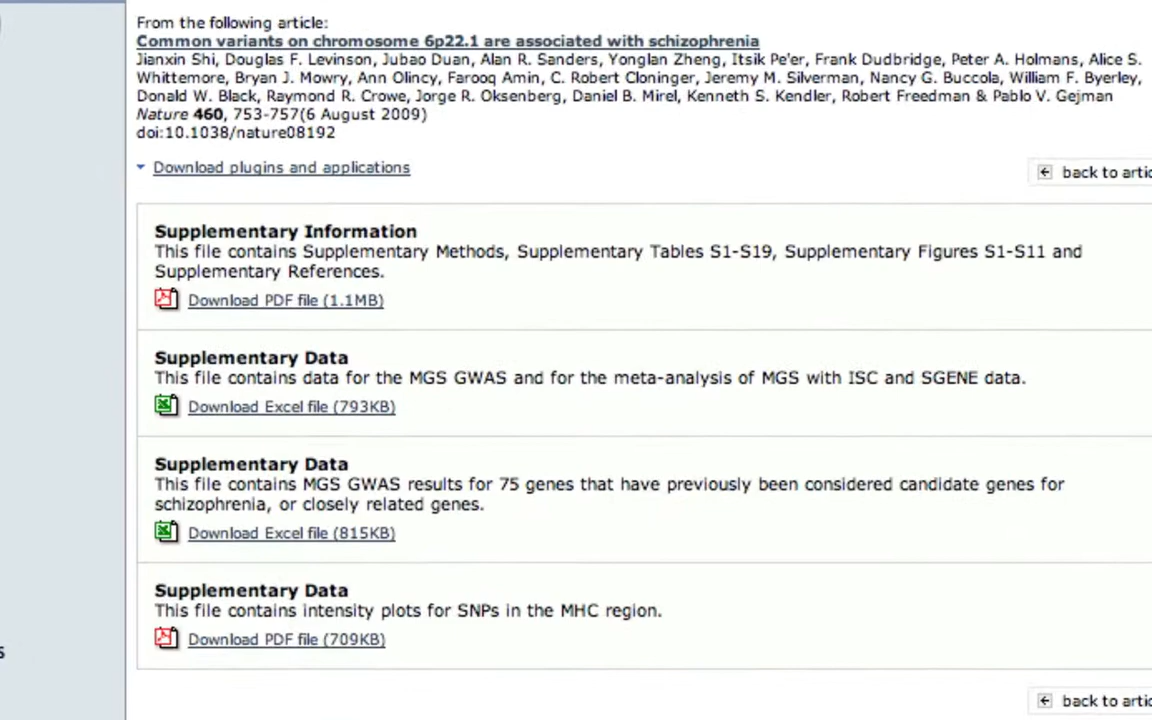 From the following article:
Common variants on chromosome 6p22.1 are associated with schizophrenia
Jianxin Shi, Douglas F. Levinson, Jubao Duan, Alan R. Sanders, Yonglan Zheng, Itsik Pe'er, Frank Dudbridge, Peter A. Holmans, Alice S.
Whittemore, Bryan J. Mowry, Ann Olincy, Farooq Amin, C. Robert Cloninger, Jeremy M. Silverman, Nancy G. Buccola, William F. Byerley,
Donald W. Black, Raymond R. Crowe, Jorge R. Oksenberg, Daniel B. Mirel, Kenneth S. Kendler, Robert Freedman & Pablo V. Gejman
Nature 460, 753-757(6 August 2009)
doi:10.1038/nature08192
Download plugins and applications
back to artic
Supplementary Information
This file contains Supplementary Methods, Supplementary Tables S1-S19, Supplementary Figures S1-S11 and
Supplementary References.
Download PDF file (1.1MB)
Supplementary Data
This file contains data for the MGS GWAS and for the meta-analysis of MGS with ISC and SGENE data.
Download Excel file (793KB)
Supplementary Data
This file contains MGS GWAS results for 75 genes that have previously been considered candidate genes for
schizophrenia, or closely related genes.
Download Excel file (815KB)
Supplementary Data
This file contains intensity plots for SNPs in the MHC region.
Download PDF file (709KB)
back to artic